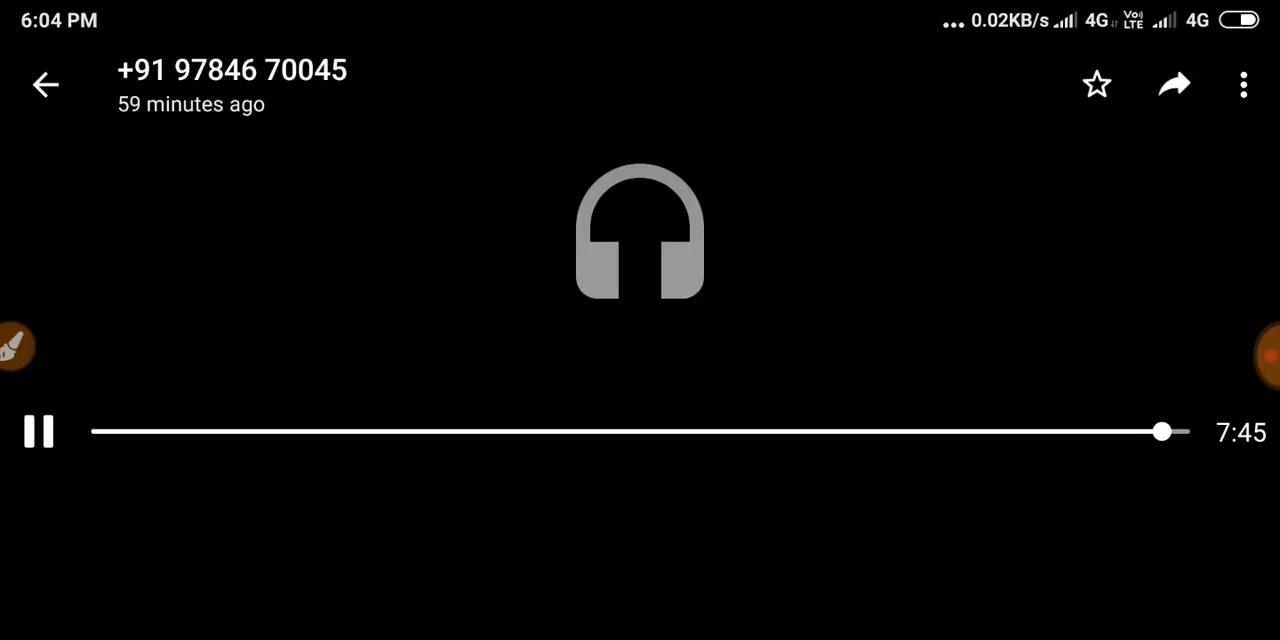 6:04 PM
... 0.02KB/s 4G Vo) LTE 4G
+91 97846 70045
59 minutes ago
7:45